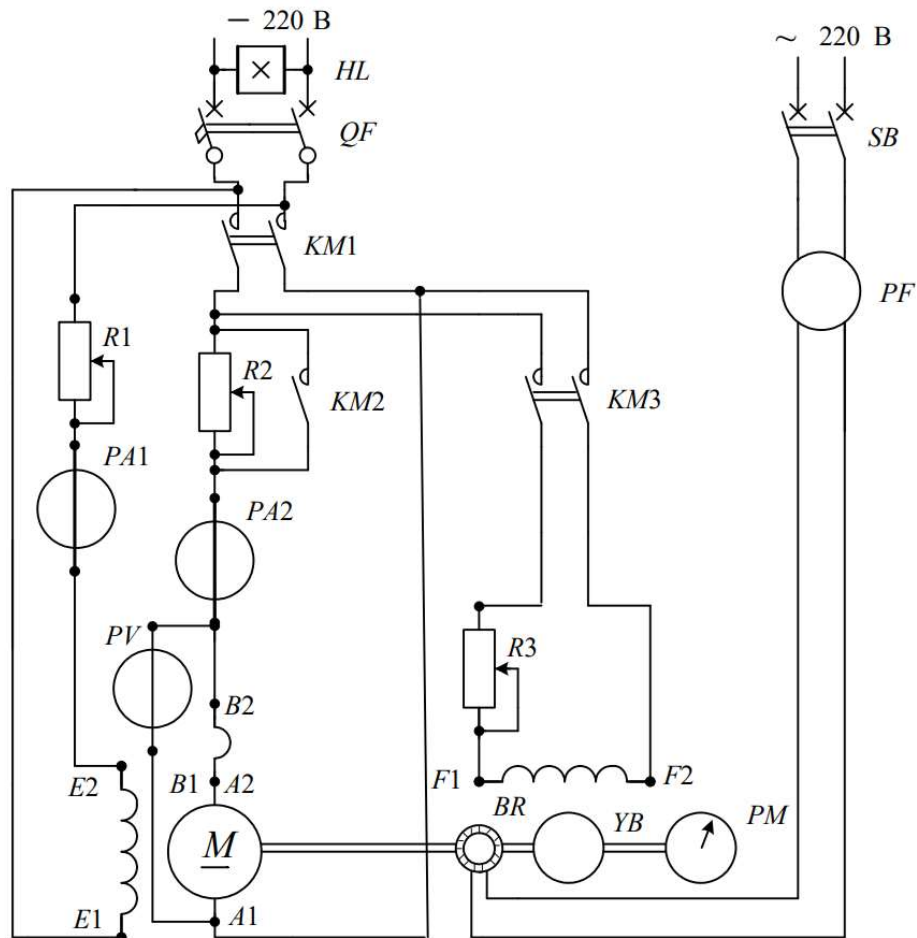 — 220 В
~ 220 В
HL
QF
SB
KM1
PF
R1
R2
KM2
KM3
PA1
PA2
PV
R3
B2
E2
B1 A2
F1
F2
BR
YB
PM
M
E1
A1